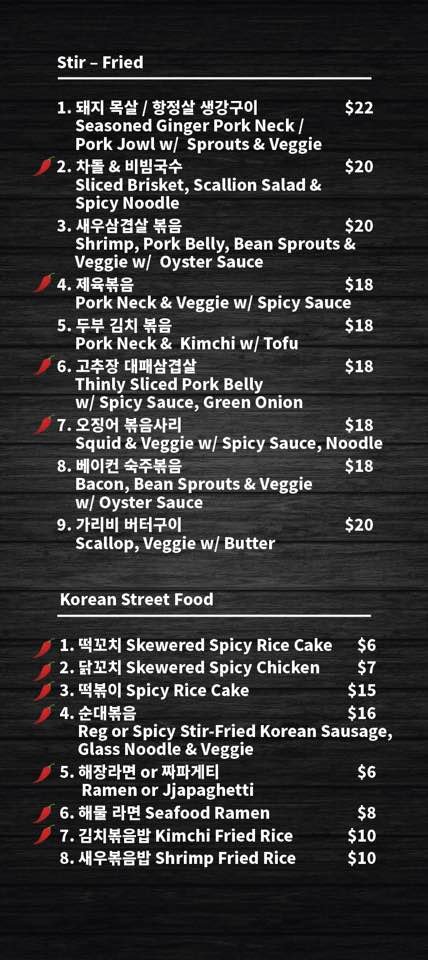 Stir – Fried
1. 돼지 목살 / 항정살 생강구이 $22
Seasoned Ginger Pork Neck /
Pork Jowl w/ Sprouts & Veggie
2. 차돌 & 비빔국수 $20
Sliced Brisket, Scallion Salad &
Spicy Noodle
3. 새우삼겹살 볶음 $20
Shrimp, Pork Belly, Bean Sprouts &
Veggie w/ Oyster Sauce
4. 제육볶음 $18
Pork Neck & Veggie w/ Spicy Sauce
5. 두부 김치 볶음 $18
Pork Neck & Kimchi w/ Tofu
6. 고추장 대패삼겹살 $18
Thinly Sliced Pork Belly
w/ Spicy Sauce, Green Onion
7. 오징어 볶음사리 $18
Squid & Veggie w/ Spicy Sauce, Noodle
8. 베이컨 숙주볶음 $18
Bacon, Bean Sprouts & Veggie
w/ Oyster Sauce
9. 가리비 버터구이 $20
Scallop, Veggie w/ Butter
Korean Street Food
1. 떡꼬치 Skewered Spicy Rice Cake $6
2. 닭꼬치 Skewered Spicy Chicken $7
3. 떡볶이 Spicy Rice Cake $15
4. 순대볶음 $16
Reg or Spicy Stir-Fried Korean Sausage,
Glass Noodle & Veggie
5. 해장라면 or 짜파게티 $6
Ramen or Jjapaghetti
6. 해물 라면 Seafood Ramen $8
7. 김치볶음밥 Kimchi Fried Rice $10
8. 새우볶음밥 Shrimp Fried Rice $10